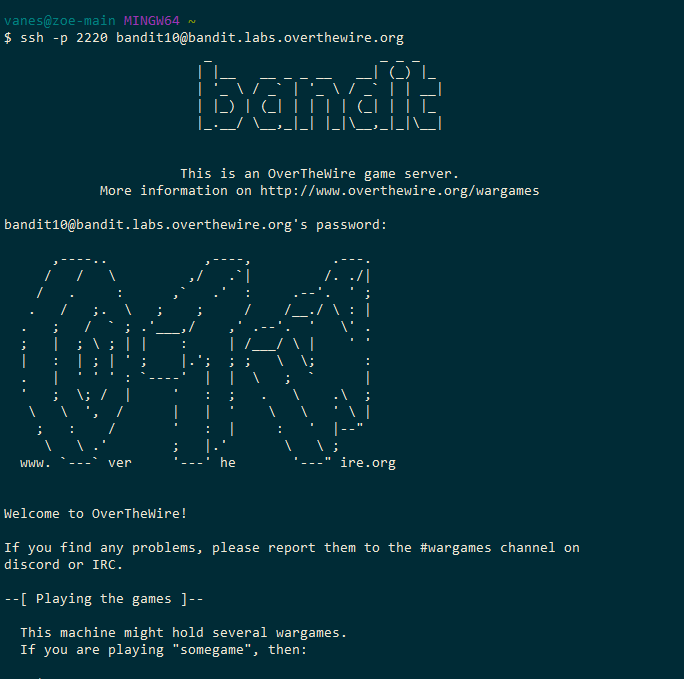 vanes@zoe-main MINGW64 ~
$ ssh -p 2220 bandit10@bandit.labs.overthewire.org
bandit
This is an OverTheWire game server.
More information on http://www.overthewire.org/wargames
bandit10@bandit.labs.overthewire.org's password:
www. `---` ver '---' he '---" ire.org
Welcome to OverTheWire!
If you find any problems, please report them to the #wargames channel on
discord or IRC.
--[ Playing the games ]--
This machine might hold several wargames.
If you are playing "somegame", then: